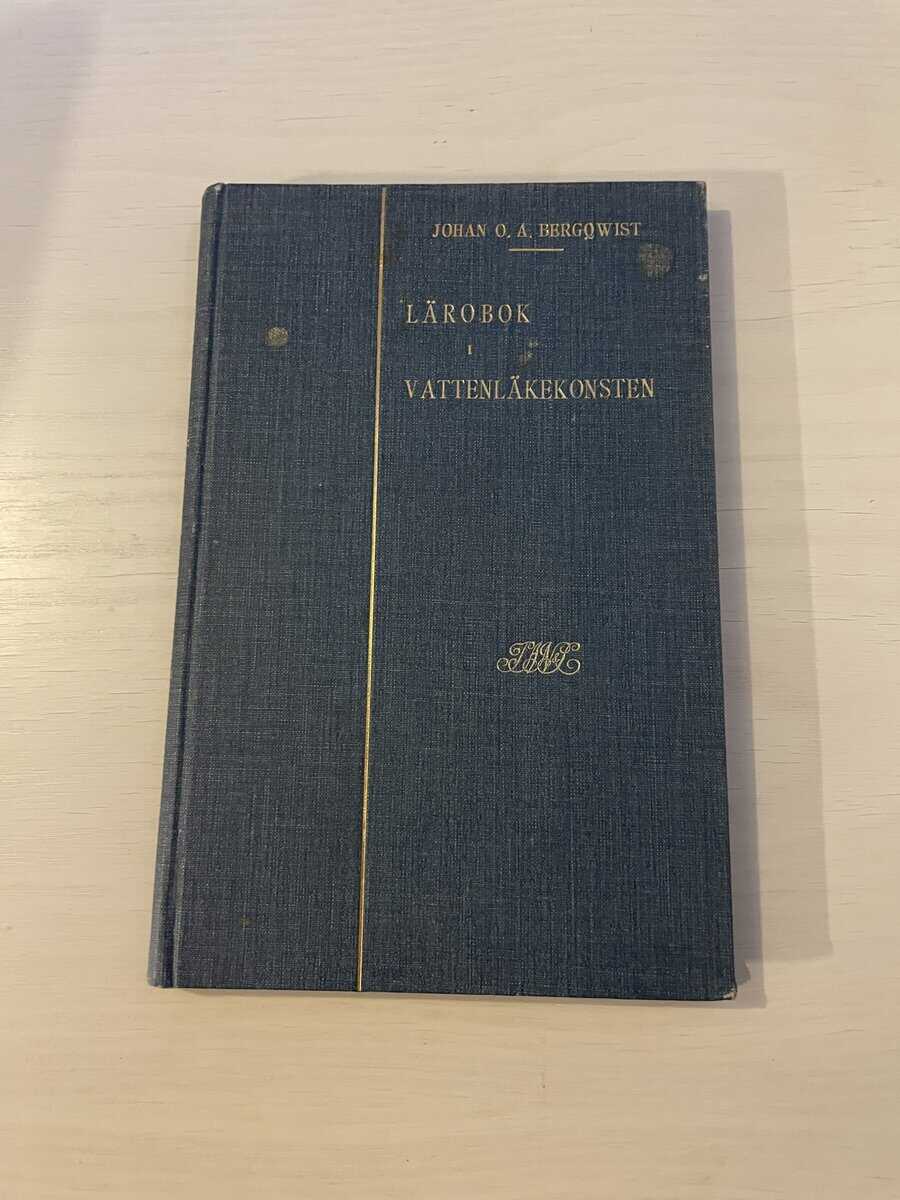 JOHAN O. A. BERGQWIST
LÄROBOK
I
VATTENLÄKEKONSTEN